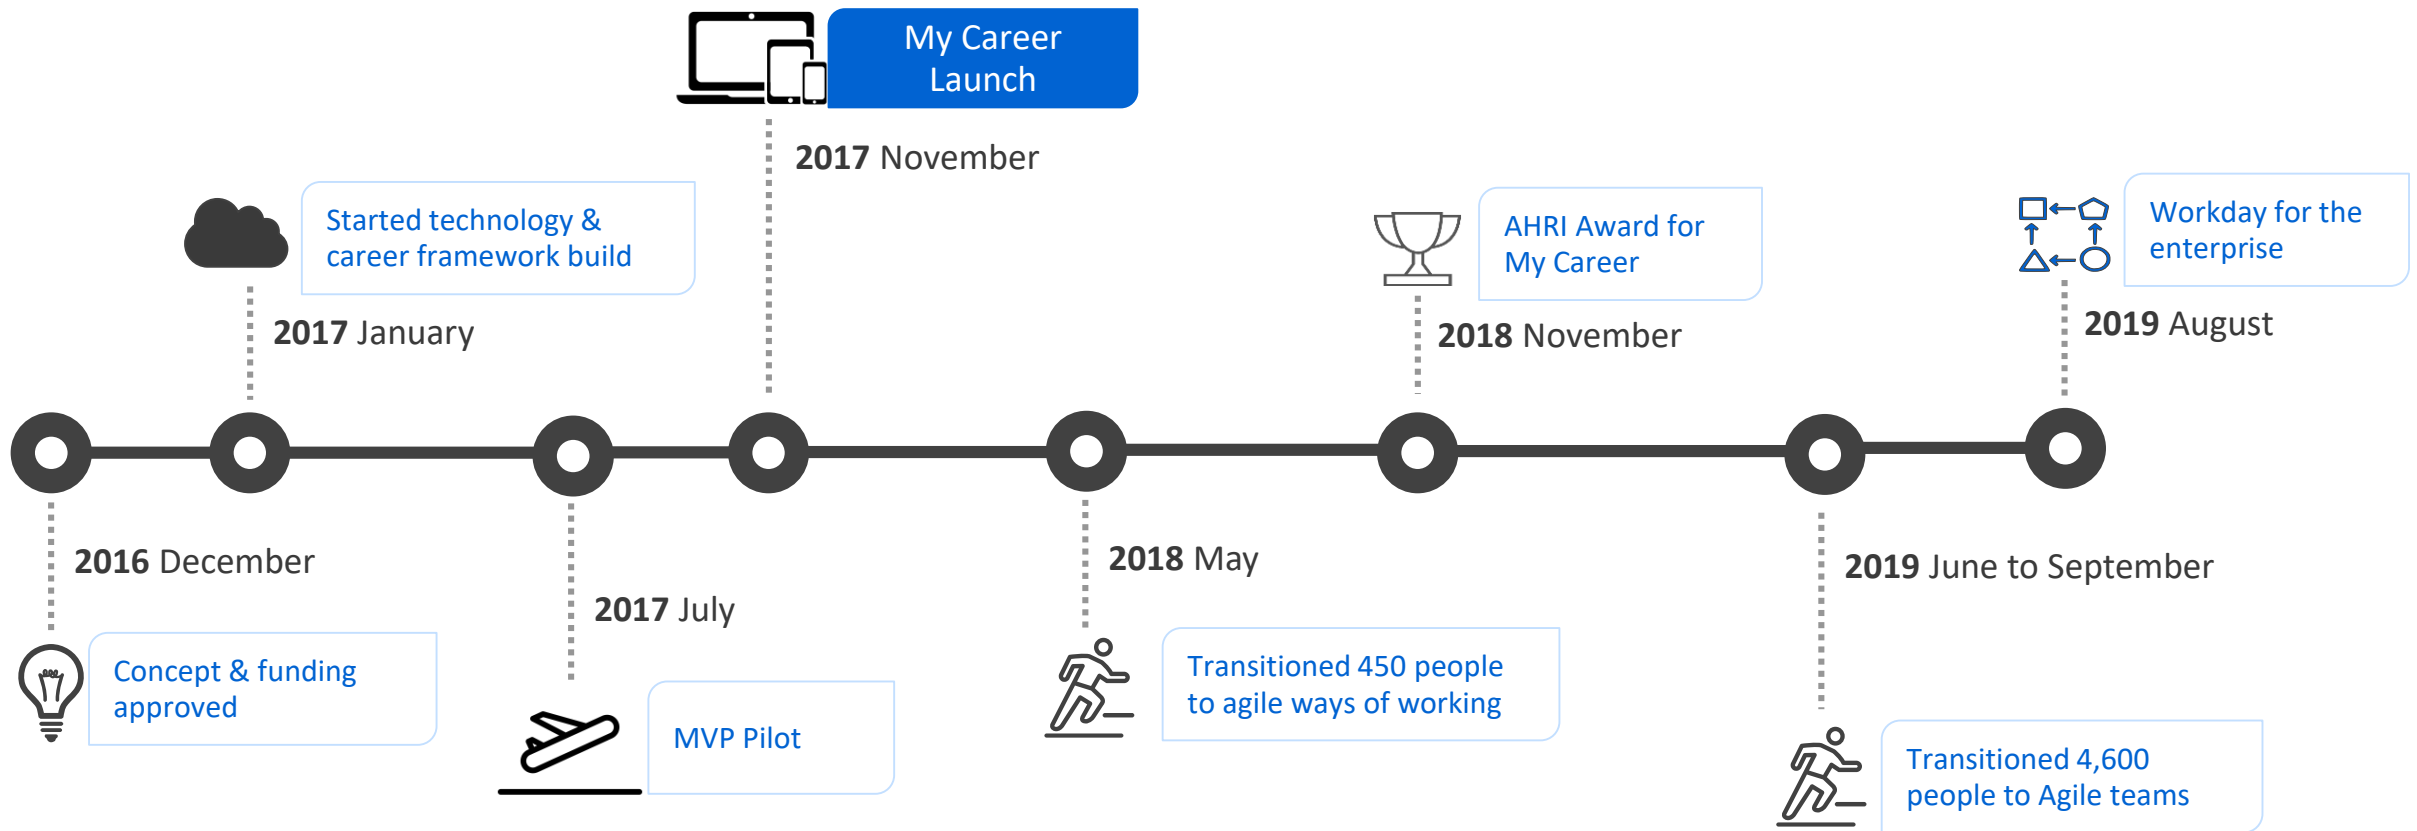 My Career
Launch
2017 November
Started technology &
career framework build
2017 January
AHRI Award for
My Career
2018 November
Workday for the
enterprise
2019 August
2016 December
Concept & funding
approved
2017 July
MVP Pilot
2018 May
Transitioned 450 people
to agile ways of working
2019 June to September
Transitioned 4,600
people to Agile teams